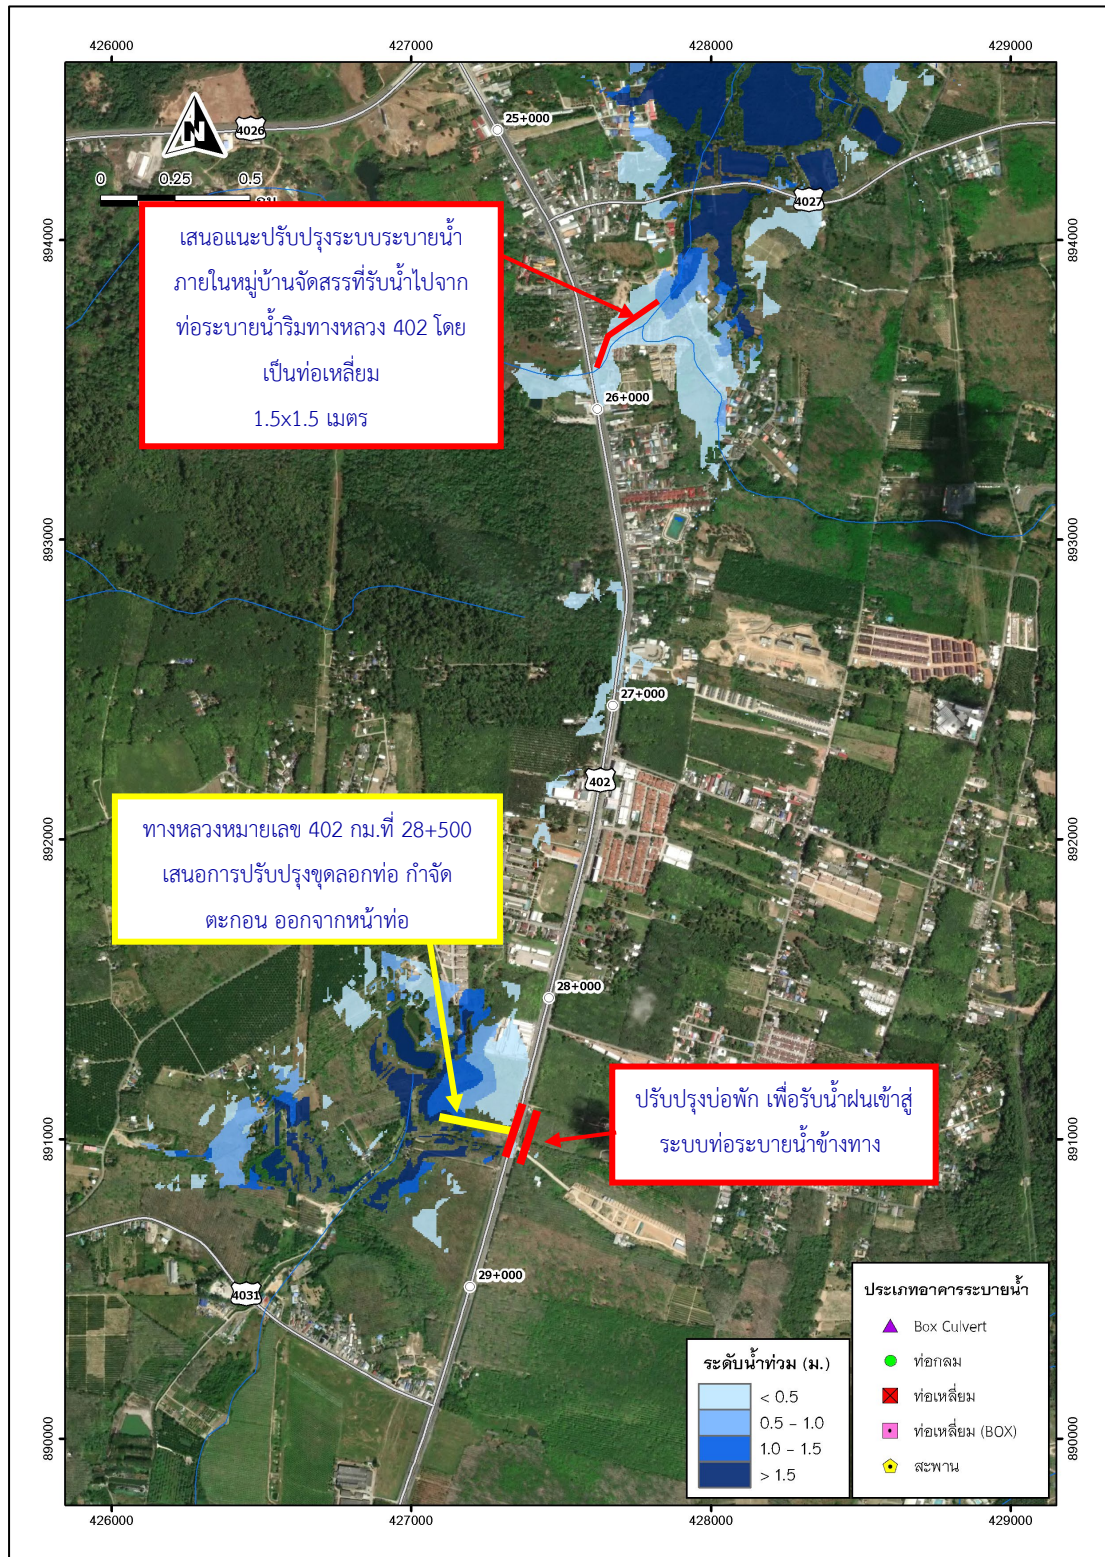 426000
427000
428000
429000
N
4026
25+000
0
0.25
0.5
4027
894000
894000
เสนอแนะปรับปรุงระบบระบายน้ำ
ภายในหมู่บ้านจัดสรรที่รับน้ำไปจาก
ท่อระบายน้ำริมทางหลวง 402 โดย
เป็นท่อเหลี่ยม
1.5x1.5 เมตร
26+000
893000
893000
27+000
402
892000
892000
ทางหลวงหมายเลข 402 กม.ที่ 28+500
เสนอการปรับปรุงขุดลอกท่อ กำจัด
ตะกอน ออกจากหน้าท่อ
28+000
ปรับปรุงบ่อพัก เพื่อรับน้ำฝนเข้าสู่
ระบบท่อระบายน้ำข้างทาง
891000
891000
29+000
4031
ระดับน้ำท่วม (ม.)
< 0.5
0.5 - 1.0
1.0 - 1.5
> 1.5
ประเภทอาคารระบายน้ำ
Box Culvert
ท่อกลม
ท่อเหลี่ยม
ท่อเหลี่ยม (BOX)
สะพาน
890000
890000
426000
427000
428000
429000